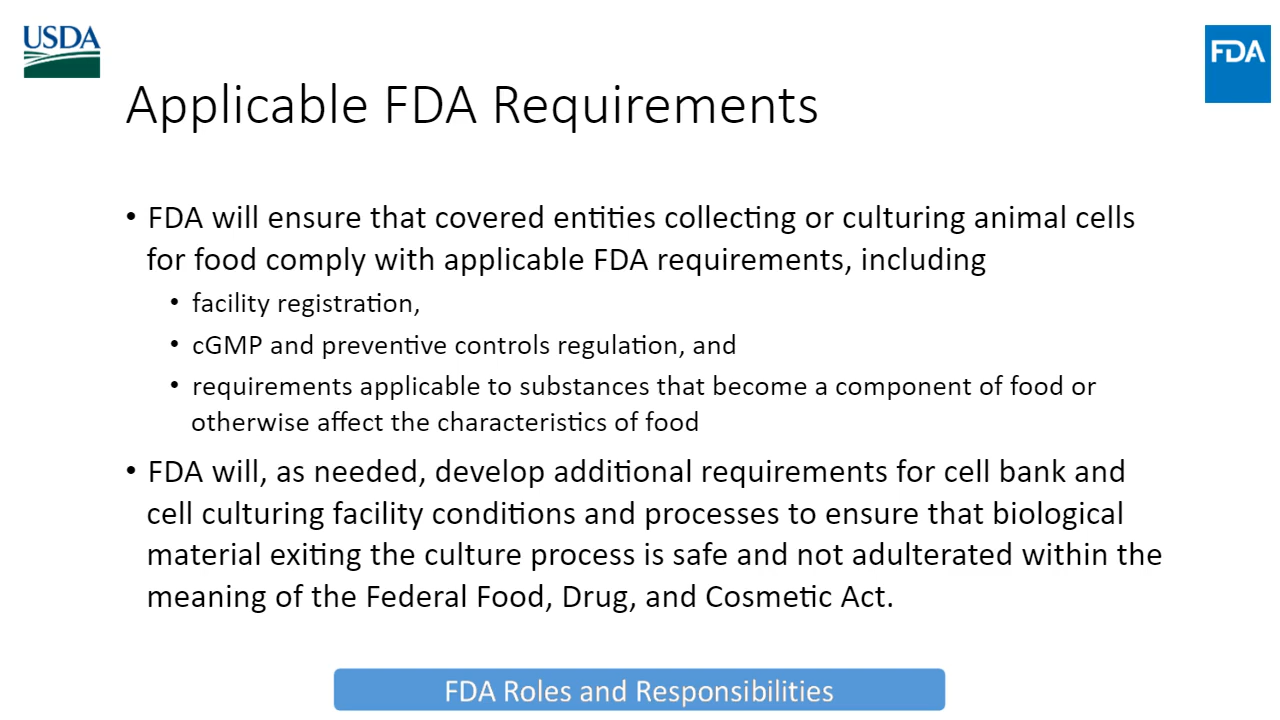 USDA
FDA
Applicable FDA Requirements
• FDA will ensure that covered entities collecting or culturing animal cells
for food comply with applicable FDA requirements, including
• facility registration,
• cGMP and preventive controls regulation, and
• requirements applicable to substances that become a component of food or
otherwise affect the characteristics of food
• FDA will, as needed, develop additional requirements for cell bank and
cell culturing facility conditions and processes to ensure that biological
material exiting the culture process is safe and not adulterated within the
meaning of the Federal Food, Drug, and Cosmetic Act.
FDA Roles and Responsibilities